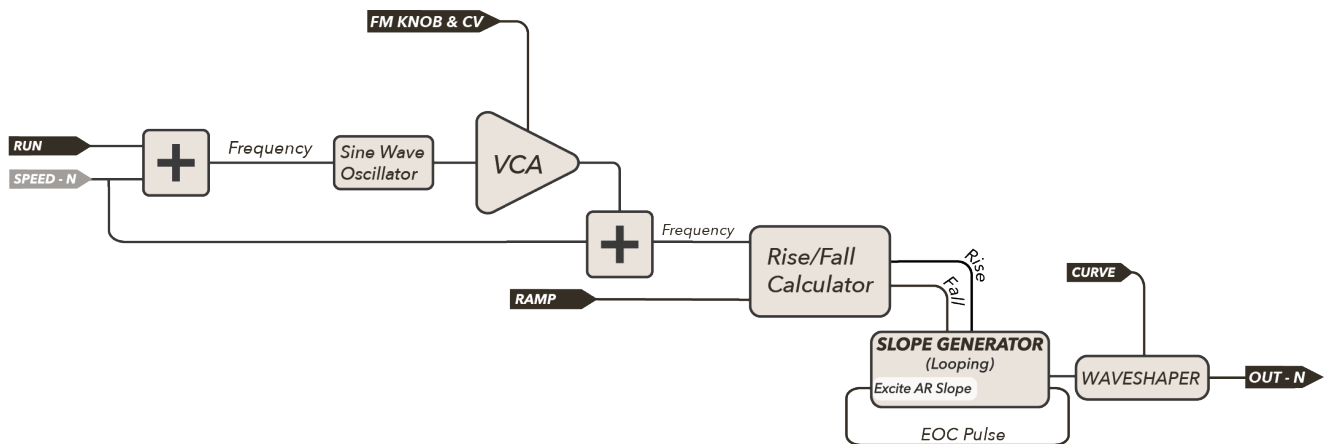 FM KNOB & CV
RUN
SPEED - N
+
Frequency
Sine Wave
Oscillator
VCA
+
Frequency
RAMP
Rise/Fall
Calculator
Rise
Fall
CURVE
SLOPE GENERATOR
(Looping)
Excite AR Slope
EOC Pulse
WAVESHAPER
OUT - N